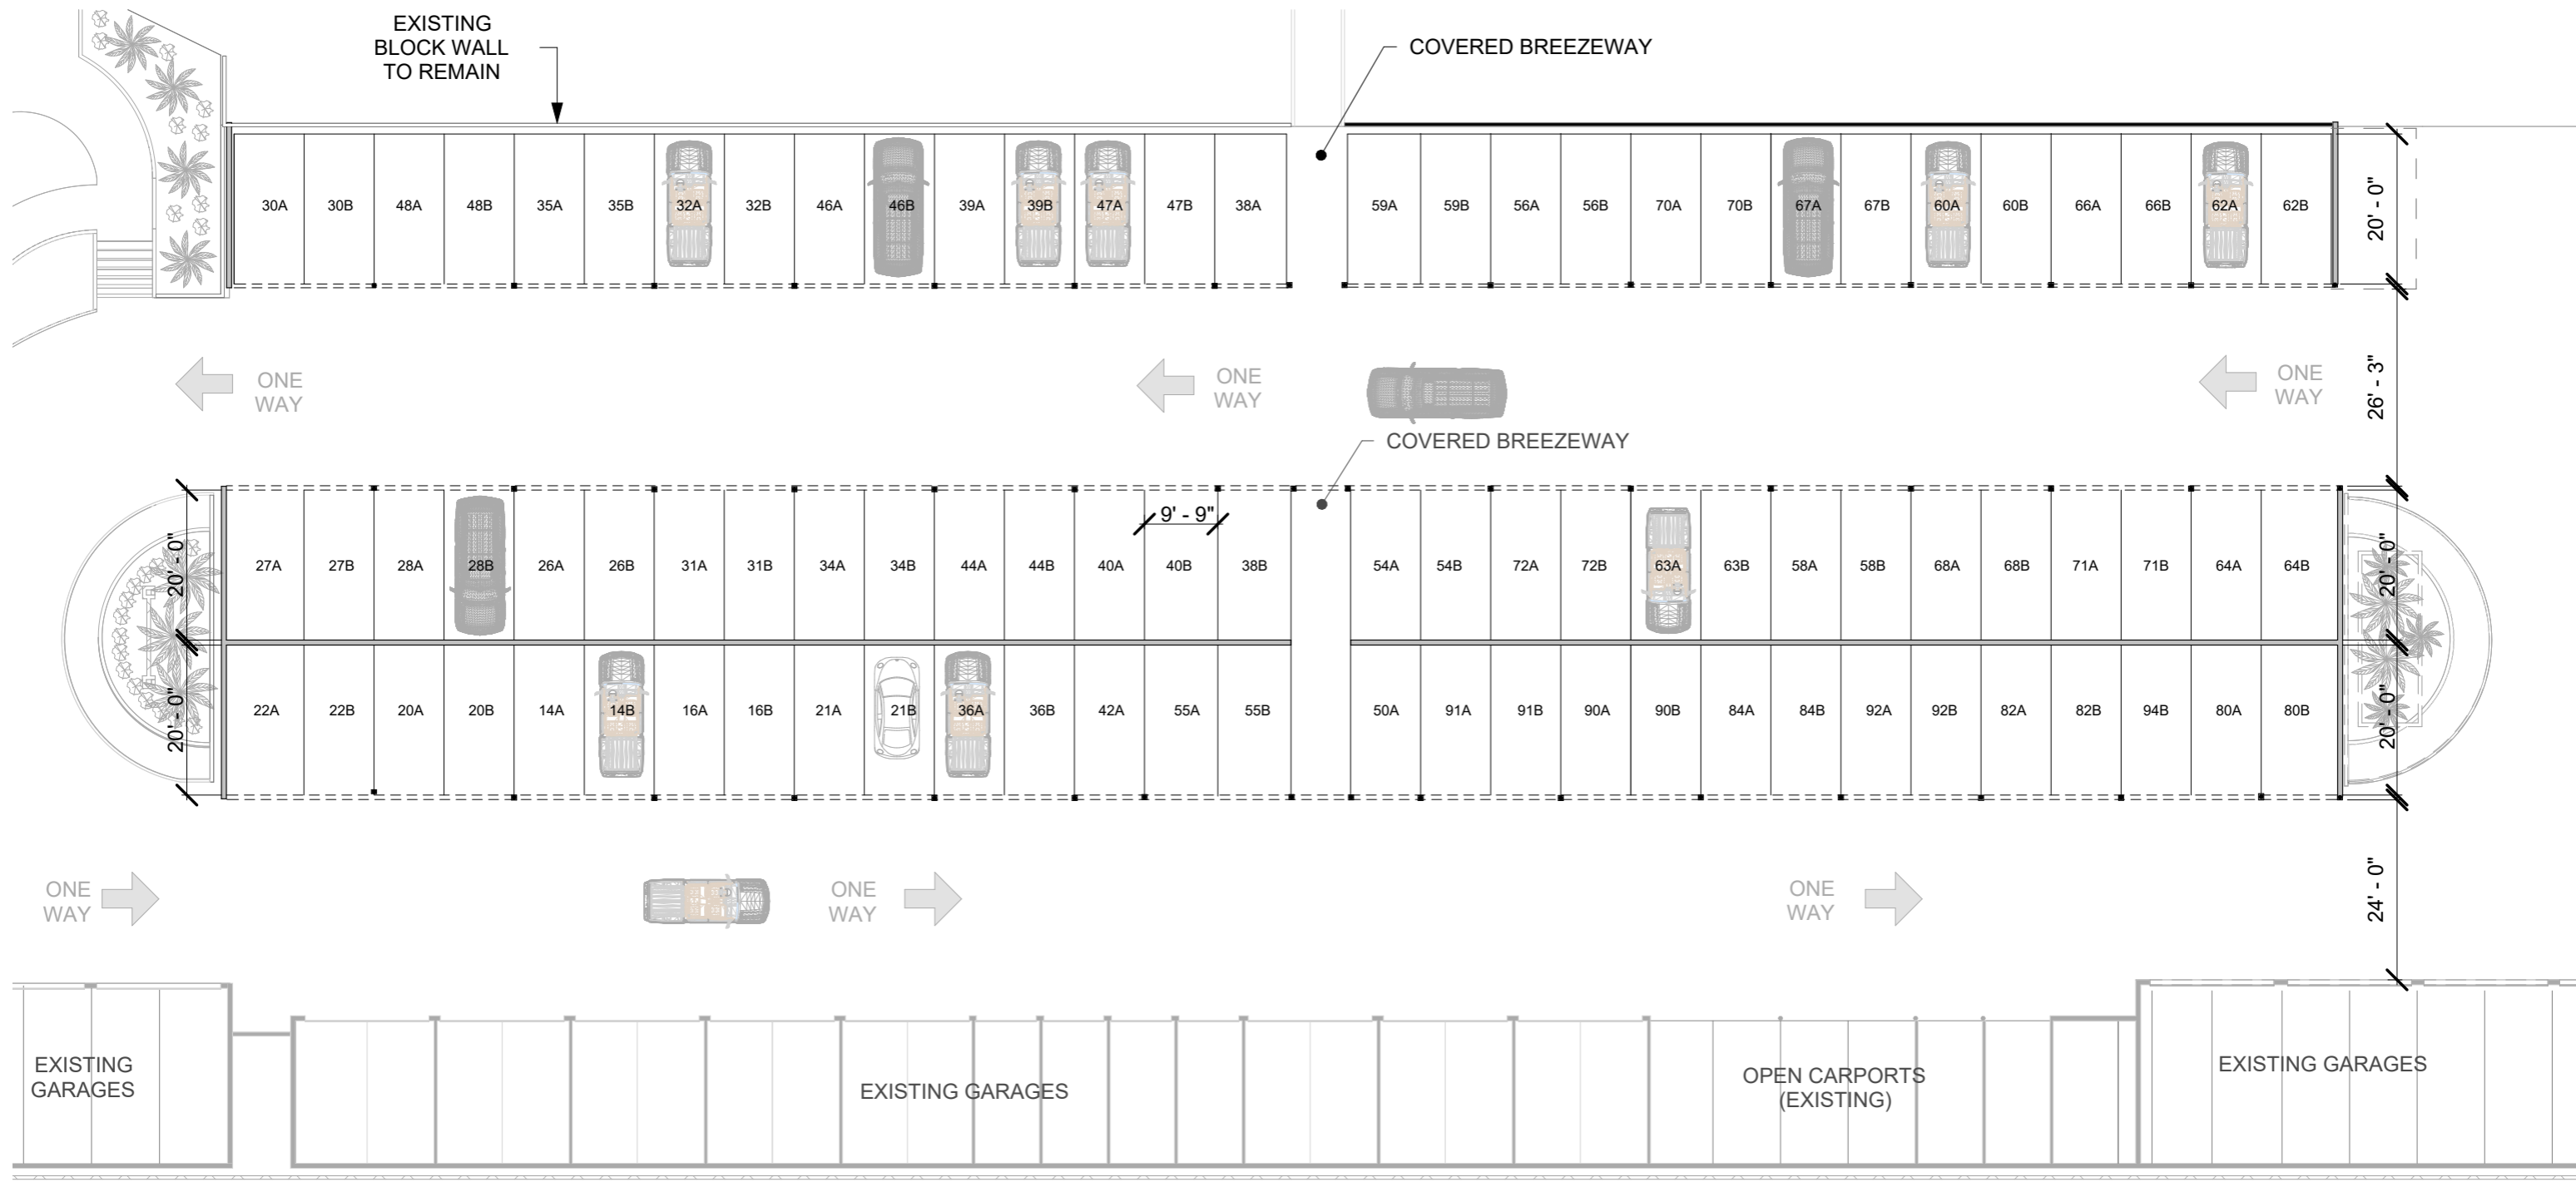 EXISTING
BLOCK WALL
TO REMAIN
COVERED BREEZEWAY
30A 30B 48A 48B 35A 35B 32A 32B 46A 46B 39A 39B 47A 47B 38A 59A 59B 56A 56B 70A 70B 67A 67B 60A 60B 66A 66B 62A 62B
20' - 0"
ONE
WAY
ONE
WAY
ONE
WAY
26' - 3"
COVERED BREEZEWAY
9' - 9"
20' - 0"
27A 27B 28A 28B 26A 26B 31A 31B 34A 34B 44A 44B 40A 40B 38B 54A 54B 72A 72B 63A 63B 58A 58B 68A 68B 71A 71B 64A 64B
20' - 0"
20' - 0"
22A 22B 20A 20B 14A 14B 16A 16B 21A 21B 36A 36B 42A 55A 55B 50A 91A 91B 90A 90B 84A 84B 92A 92B 82A 82B 94B 80A 80B
20' - 0"
ONE
WAY
ONE
WAY
ONE
WAY
24' - 0"
EXISTING
GARAGES
EXISTING GARAGES
OPEN CARPORTS
(EXISTING)
EXISTING GARAGES